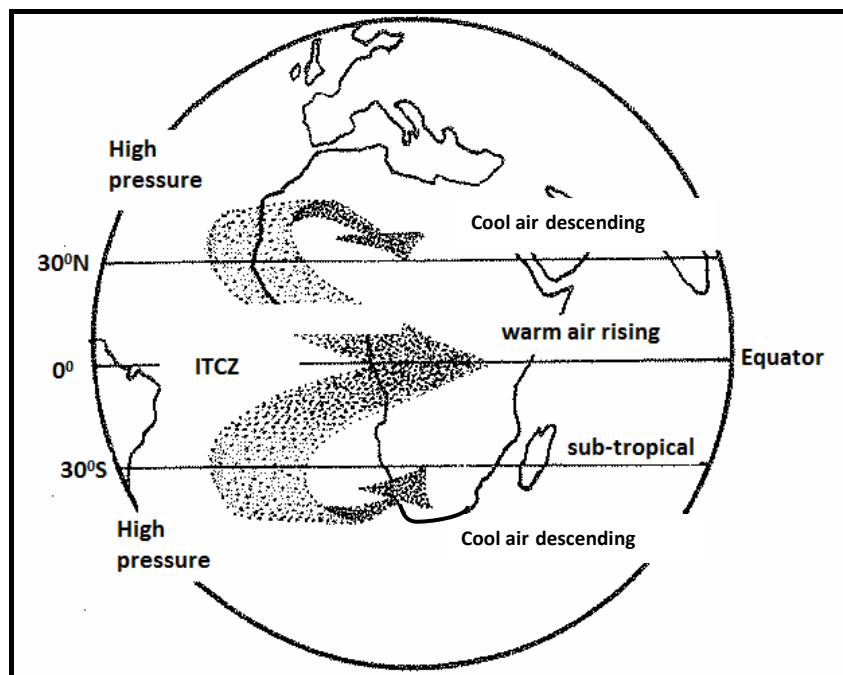 High
pressure
Cool air descending
30⁰N
warm air rising
Equator
0⁰
ITCZ
sub-tropical
30⁰S
High
pressure
Cool air descending